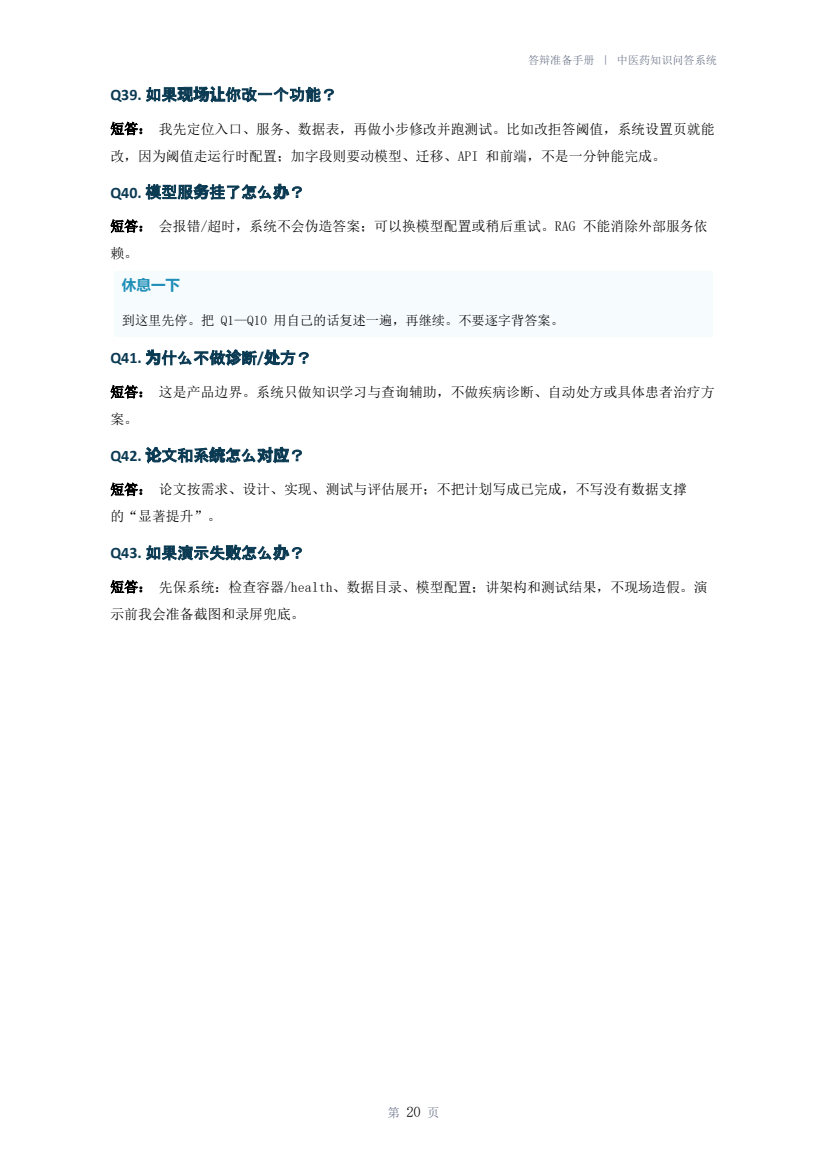 答辩准备手册 | 中医药知识问答系统
Q39. 如果现场让你改一个功能？
短答： 我先定位入口、服务、数据表，再做小步修改并跑测试。比如改拒答阈值，系统设置页就能
改，因为阈值走运行时配置；加字段则要动模型、迁移、API 和前端，不是一分钟能完成。
Q40. 模型服务挂了怎么办？
短答： 会报错/超时，系统不会伪造答案；可以换模型配置或稍后重试。RAG 不能消除外部服务依
赖。
休息一下
到这里先停。把 Q1—Q10 用自己的话复述一遍，再继续。不要逐字背答案。
Q41. 为什么不做诊断/处方？
短答： 这是产品边界。系统只做知识学习与查询辅助，不做疾病诊断、自动处方或具体患者治疗方
案。
Q42. 论文和系统怎么对应？
短答： 论文按需求、设计、实现、测试与评估展开；不把计划写成已完成，不写没有数据支撑
的“显著提升”。
Q43. 如果演示失败怎么办？
短答： 先保系统：检查容器/health、数据目录、模型配置；讲架构和测试结果，不现场造假。演
示前我会准备截图和录屏兜底。
第 20 页